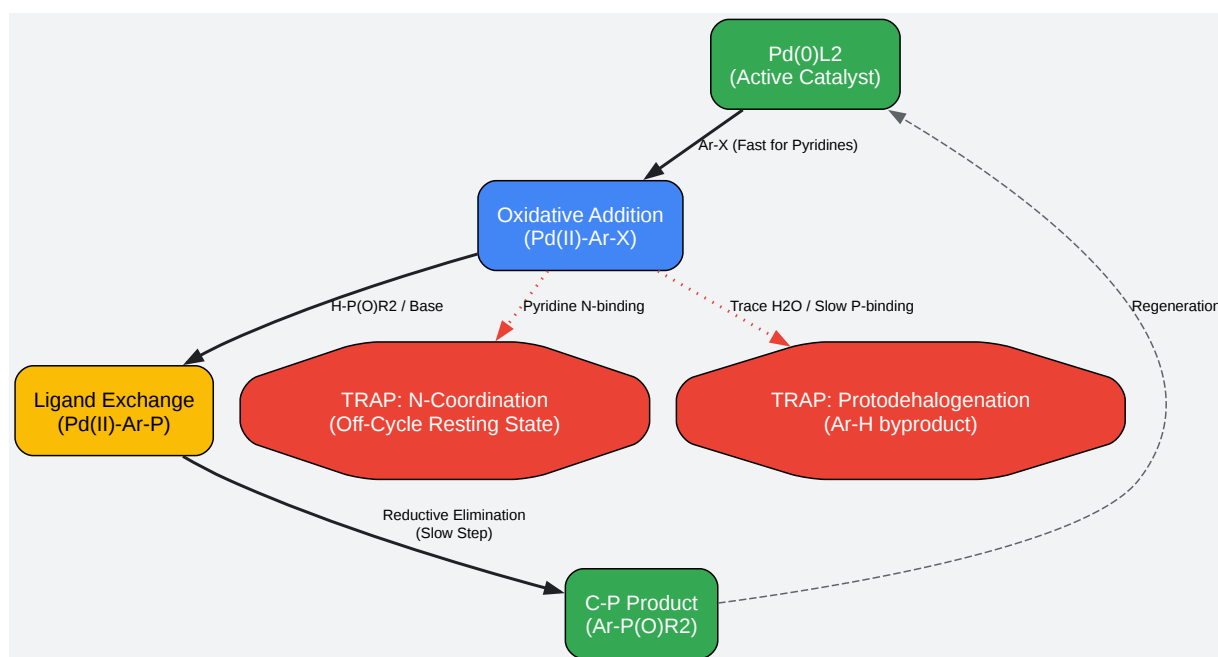 Pd(0)L2
(Active Catalyst)
Ar-X (Fast for Pyridines)
Oxidative Addition
(Pd(II)-Ar-X)
H-P(O)R2 / Base
Pyridine N-binding
Trace H2O / Slow P-binding
Regeneration
Ligand Exchange
(Pd(II)-Ar-P)
TRAP: N-Coordination
(Off-Cycle Resting State)
TRAP: Protodehalogenation
(Ar-H byproduct)
Reductive Elimination
(Slow Step)
C-P Product
(Ar-P(O)R2)